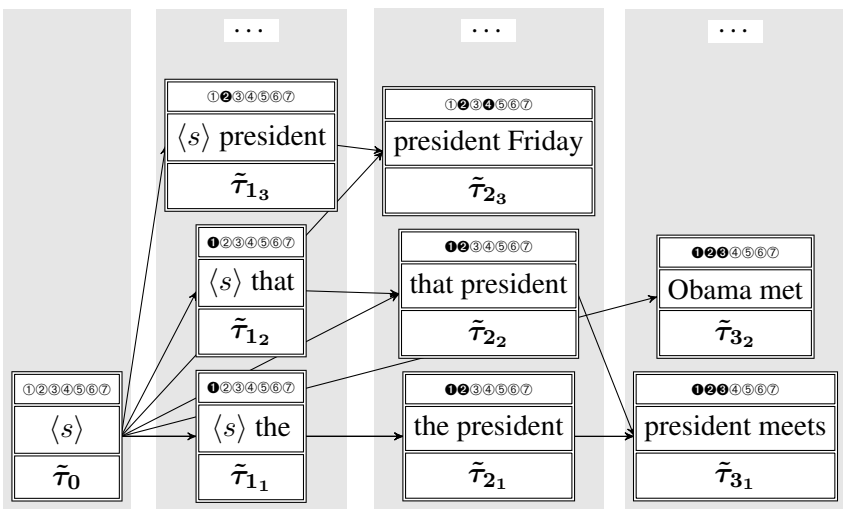 ... ... ...
①❷③④⑤⑥⑦
⟨s⟩ president
τ̃₁₃
①❷③❹⑤⑥⑦
president Friday
τ̃₂₃
❶②③④⑤⑥⑦
⟨s⟩ that
τ̃₁₂
❶❷③④⑤⑥⑦
that president
τ̃₂₂
❶❷❸④⑤⑥⑦
Obama met
τ̃₃₂
①②③④⑤⑥⑦
⟨s⟩
τ̃₀
❶②③④⑤⑥⑦
⟨s⟩ the
τ̃₁₁
❶❷③④⑤⑥⑦
the president
τ̃₂₁
❶❷❸④⑤⑥⑦
president meets
τ̃₃₁